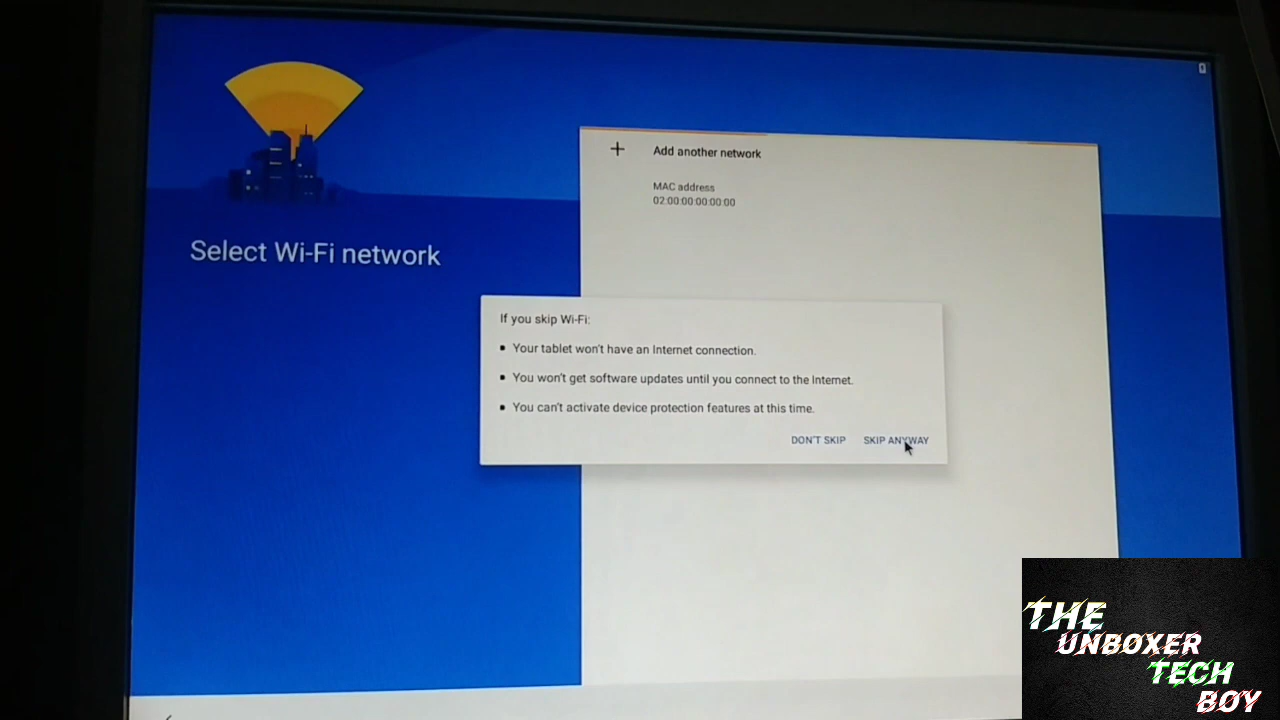 Select Wi-Fi network
Add another network
MAC address
02:00:00:00:00:00
If you skip Wi-Fi:
Your tablet won't have an Internet connection.
You won't get software updates until you connect to the Internet.
You can't activate device protection features at this time.
DON'T SKIP SKIP ANYWAY
THE
UNBOXER
TECH
BOY